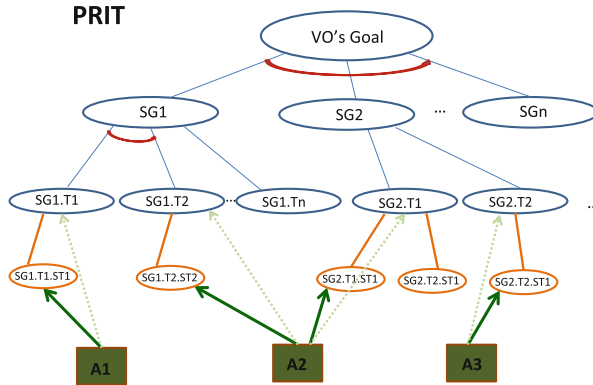 PRIT
VO's Goal
SG1
SG2
...
SGn
SG1.T1
SG1.T2
...
SG1.Tn
SG2.T1
SG2.T2
..
SG1.T1.ST1
SG1.T2.ST2
SG2.T1.ST1
SG2.T2.ST1
SG2.T2.ST1
A1
A2
A3